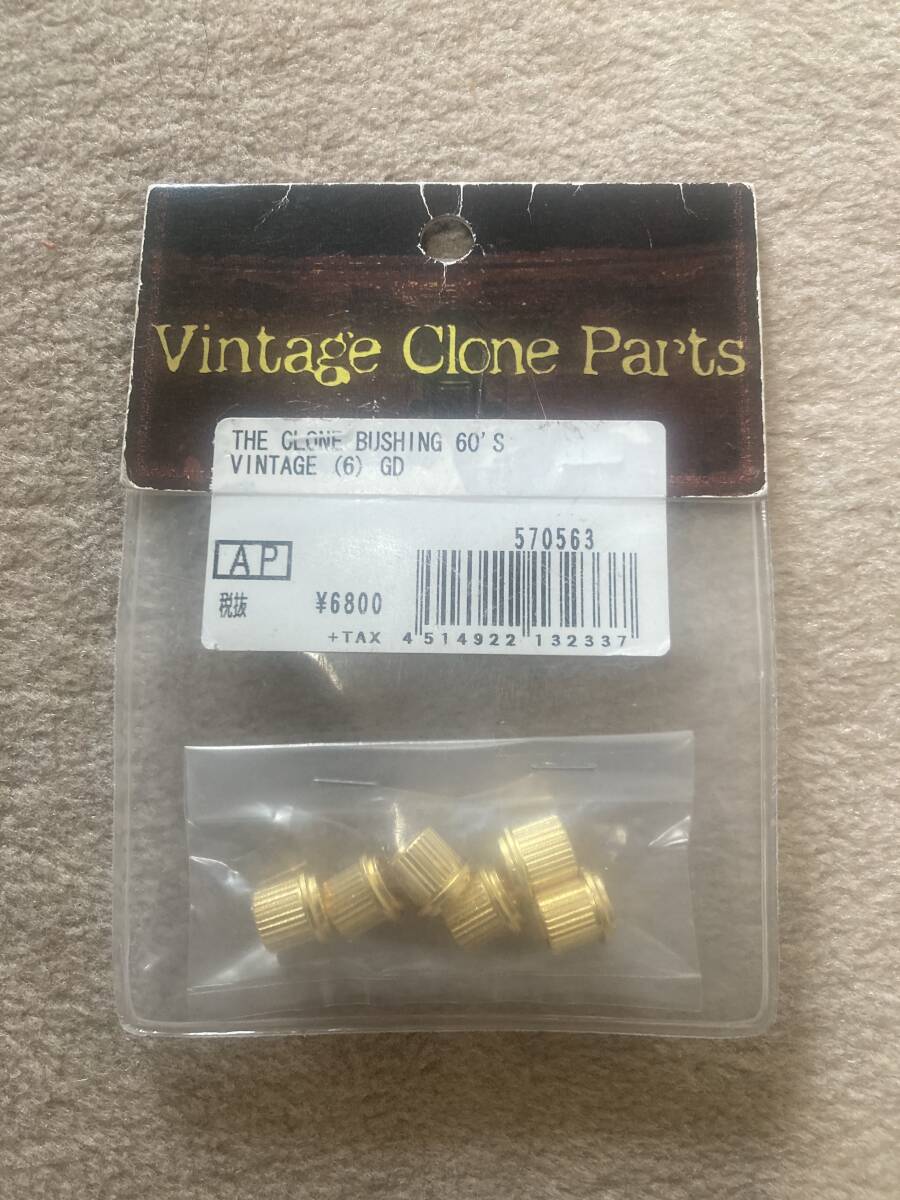 Vintage Clone Parts
THE CLONE BUSHING 60'S
VINTAGE (6) GD
570563
AP
税抜 ¥6800
+TAX 4 514922 132337